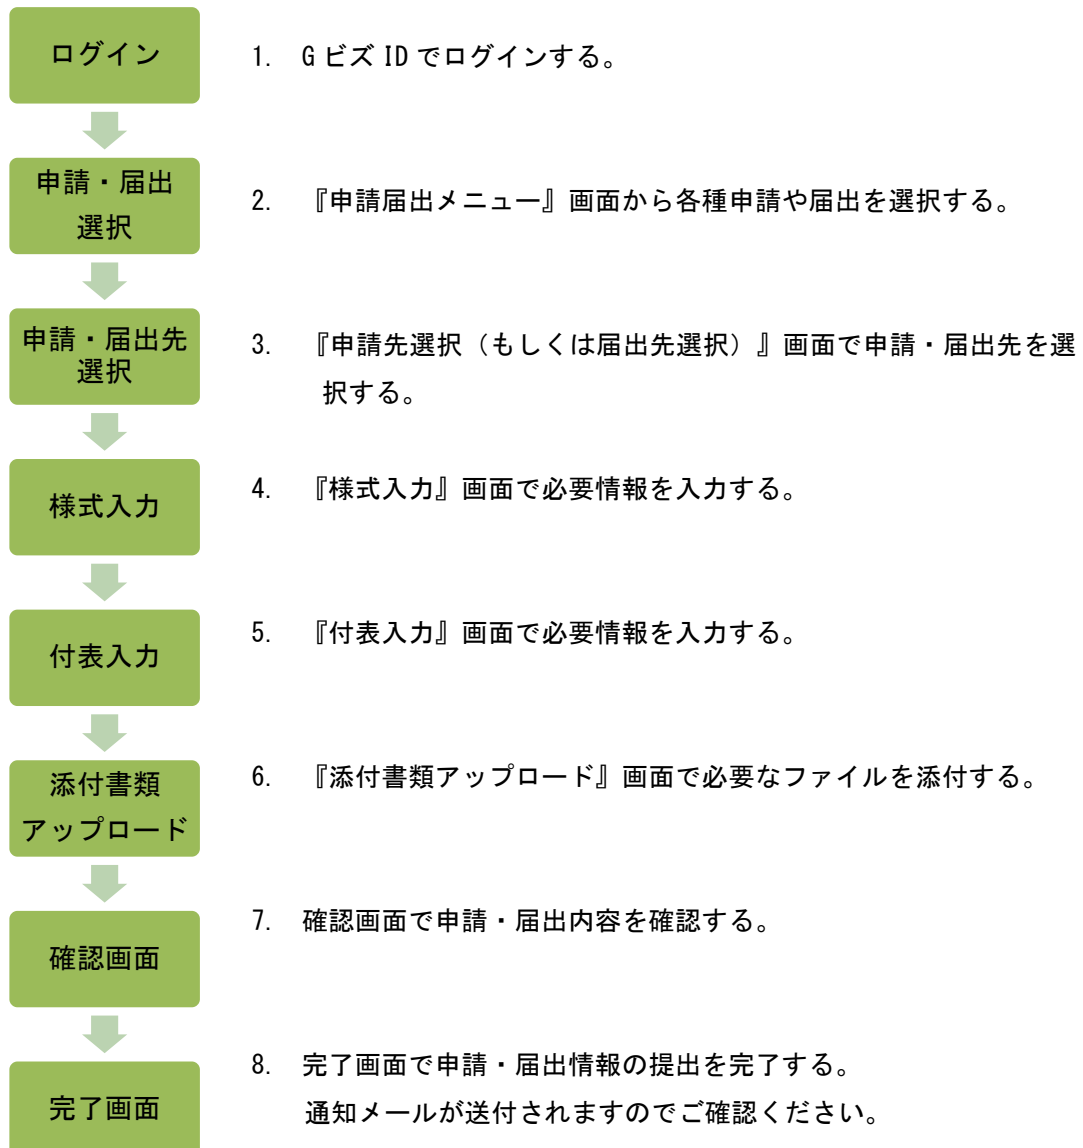 ログイン
1. GビズIDでログインする。
申請・届出
選択
2. 『申請届出メニュー』画面から各種申請や届出を選択する。
申請・届出先
選択
3. 『申請先選択（もしくは届出先選択）』画面で申請・届出先を選
択する。
様式入力
4. 『様式入力』画面で必要情報を入力する。
付表入力
5. 『付表入力』画面で必要情報を入力する。
添付書類
アップロード
6. 『添付書類アップロード』画面で必要なファイルを添付する。
確認画面
7. 確認画面で申請・届出内容を確認する。
完了画面
8. 完了画面で申請・届出情報の提出を完了する。
通知メールが送付されますのでご確認ください。